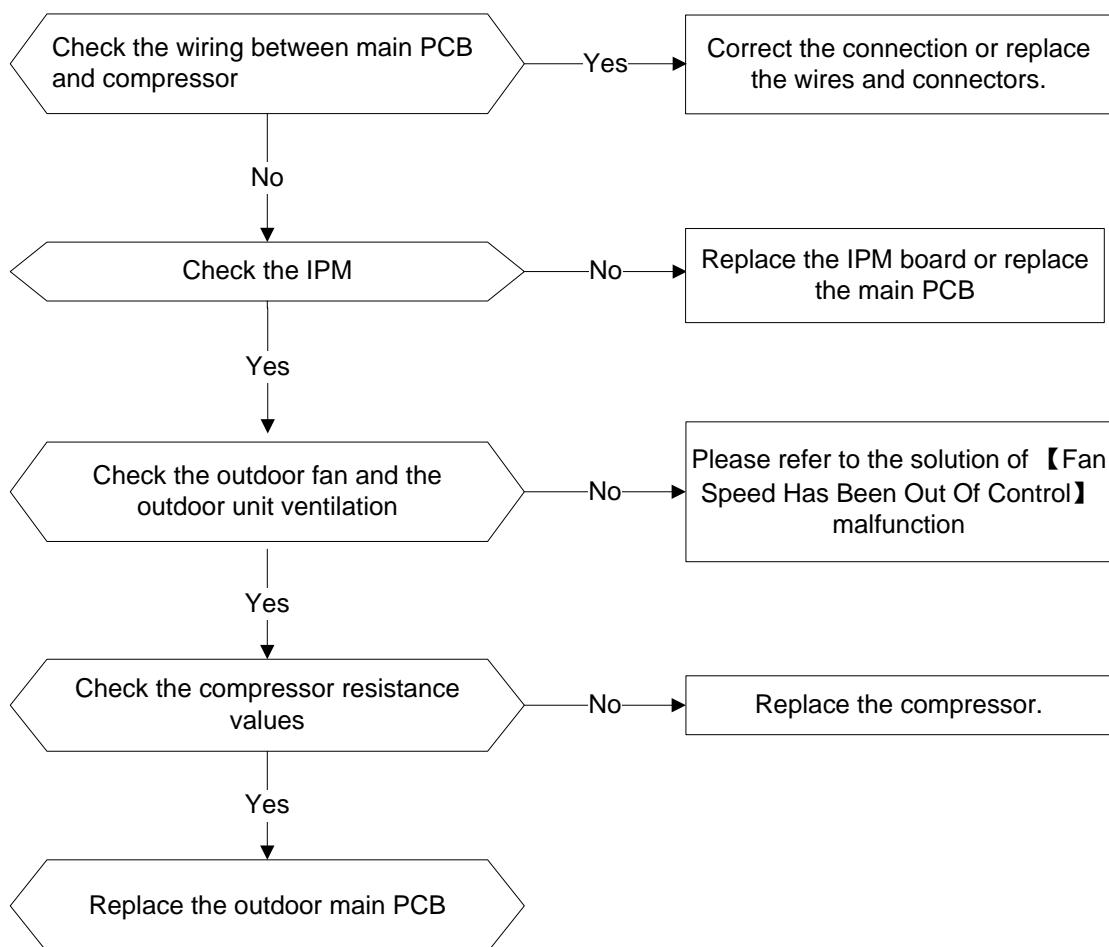 Check the wiring between main PCB
and compressor
Yes
Correct the connection or replace
the wires and connectors.
No
Check the IPM
No
Replace the IPM board or replace
the main PCB
Yes
Check the outdoor fan and the
outdoor unit ventilation
No
Please refer to the solution of 【Fan
Speed Has Been Out Of Control】
malfunction
Yes
Check the compressor resistance
values
No
Replace the compressor.
Yes
Replace the outdoor main PCB